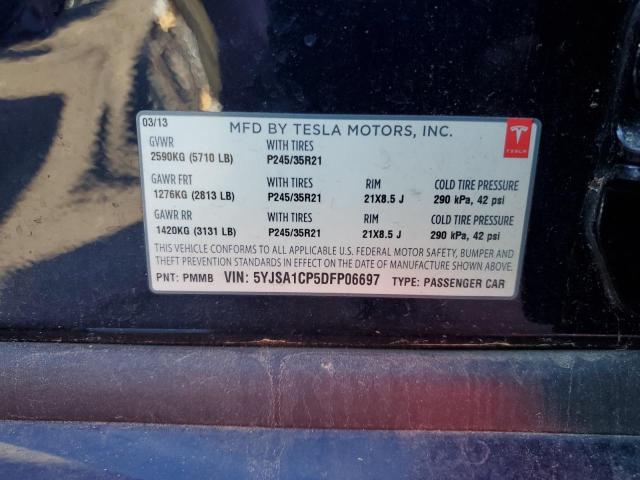 03/13
MFD BY TESLA MOTORS, INC.
TESLA
GVWR WITH TIRES
2590KG (5710 LB) P245/35R21
GAWR FRT WITH TIRES RIM COLD TIRE PRESSURE
1276KG (2813 LB) P245/35R21 21X8.5 J 290 kPa, 42 psi
GAWR RR WITH TIRES RIM COLD TIRE PRESSURE
1420KG (3131 LB) P245/35R21 21X8.5 J 290 kPa, 42 psi
THIS VEHICLE CONFORMS TO ALL APPLICABLE U.S. FEDERAL MOTOR SAFETY, BUMPER AND
THEFT PREVENTION STANDARDS IN EFFECT ON THE DATE OF MANUFACTURE SHOWN ABOVE.
PNT: PMMB VIN: 5YJSA1CP5DFP06697 TYPE: PASSENGER CAR